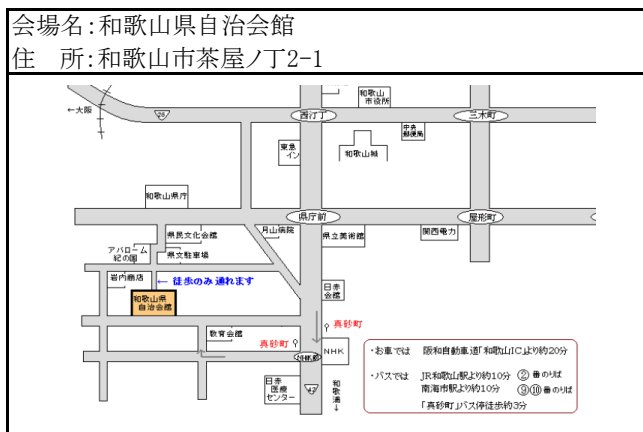 会場名:和歌山県自治会館
住　所:和歌山市茶屋ノ丁2-1
←大阪
26
西汀丁
和歌山
市役所
三木町
東急
イン
和歌山城
中央
郵便局
和歌山県庁
県庁前
屋形町
県民文化会館
月山病院
県立美術館
関西電力
アバローム
紀の国
県文駐車場
岩内商店
← 徒歩のみ通れます
和歌山県
自治会館
日赤
会館
教育会館
真砂町
真砂町
NHK前
NHK
日赤
医療
センター
42
和歌浦↓
・お車では　阪和自動車道「和歌山IC」より約20分
・バスでは　JR和歌山駅より約10分　②番のりば
南海市駅より約10分　⑨⑩番のりば
「真砂町」バス停徒歩約3分